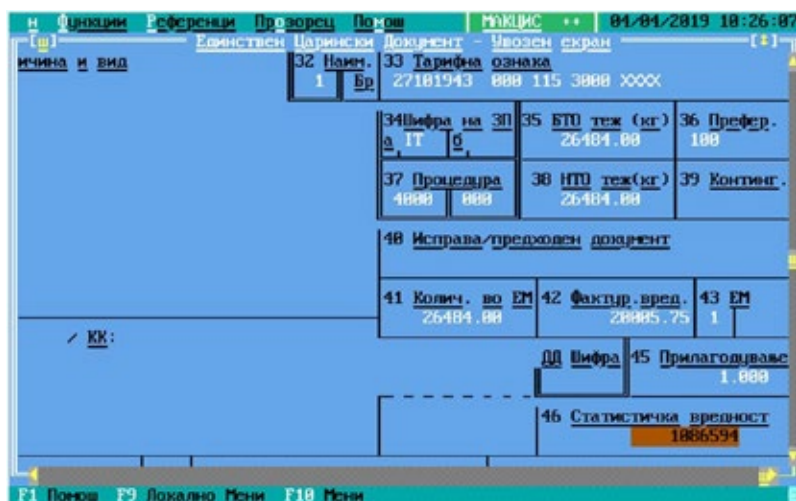 н Функции Референци Прозорец Помош МАКЦИС ++ 04/04/2019 10:26:07
Единствен Царински Документ - Увозен екран
ичина и вид 32 Наим. 33 Тарифна ознака
1 Бр 27101943 000 115 3000 XXXX
34Шифра на ЗП 35 БТО теж (кг) 36 Префер.
а IT б 26484.00 100
37 Процедура 38 НТО теж(кг) 39 Континг.
4000 000 26484.00
40 Исправа/предходен документ
41 Колич. во ЕМ 42 Фактур.вред. 43 ЕМ
26484.00 20005.75 1
/ КК:
ДД Шифра 45 Прилагодување
1.000
46 Статистичка вредност
1086594
F1 Помош F9 Локално Мени F10 Мени